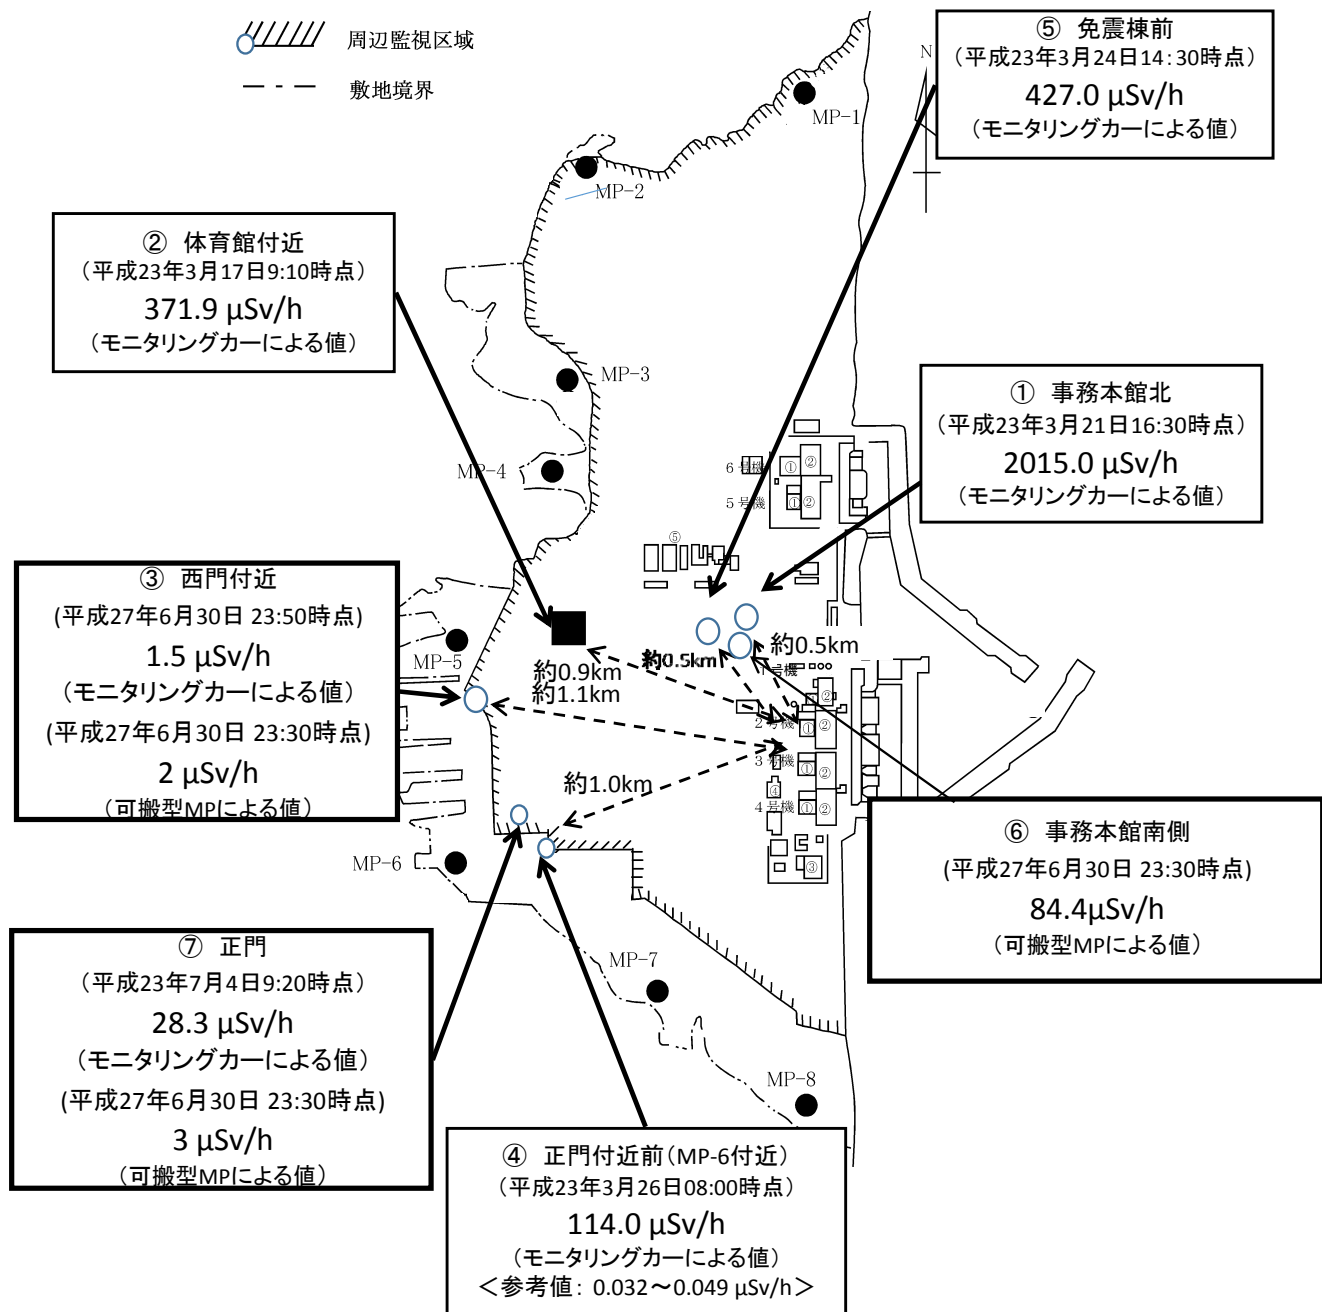 周辺監視区域
敷地境界
⑤ 免震棟前
（平成23年3月24日14：30時点）
427.0 μSv/h
（モニタリングカーによる値）
N
MP-1
MP-2
② 体育館付近
（平成23年3月17日9:10時点）
371.9 μSv/h
（モニタリングカーによる値）
MP-3
① 事務本館北
（平成23年3月21日16:30時点）
2015.0 μSv/h
（モニタリングカーによる値）
MP-4
6号機
①
②
5号機
①
②
⑤
③ 西門付近
(平成27年6月30日 23:50時点)
1.5 μSv/h
（モニタリングカーによる値）
(平成27年6月30日 23:30時点)
2 μSv/h
（可搬型MPによる値）
MP-5
約0.9km
約1.1km
約0.5km
約0.5km
1号機
②
2号機
①
②
3号機
①
②
④
4号機
①
②
③
約1.0km
MP-6
⑥ 事務本館南側
(平成27年6月30日 23:30時点)
84.4μSv/h
（可搬型MPによる値）
⑦ 正門
（平成23年7月4日9:20時点）
28.3 μSv/h
（モニタリングカーによる値）
(平成27年6月30日 23:30時点)
3 μSv/h
（可搬型MPによる値）
MP-7
MP-8
④ 正門付近前（MP-6付近）
（平成23年3月26日08:00時点）
114.0 μSv/h
（モニタリングカーによる値）
＜参考値： 0.032～0.049 μSv/h＞